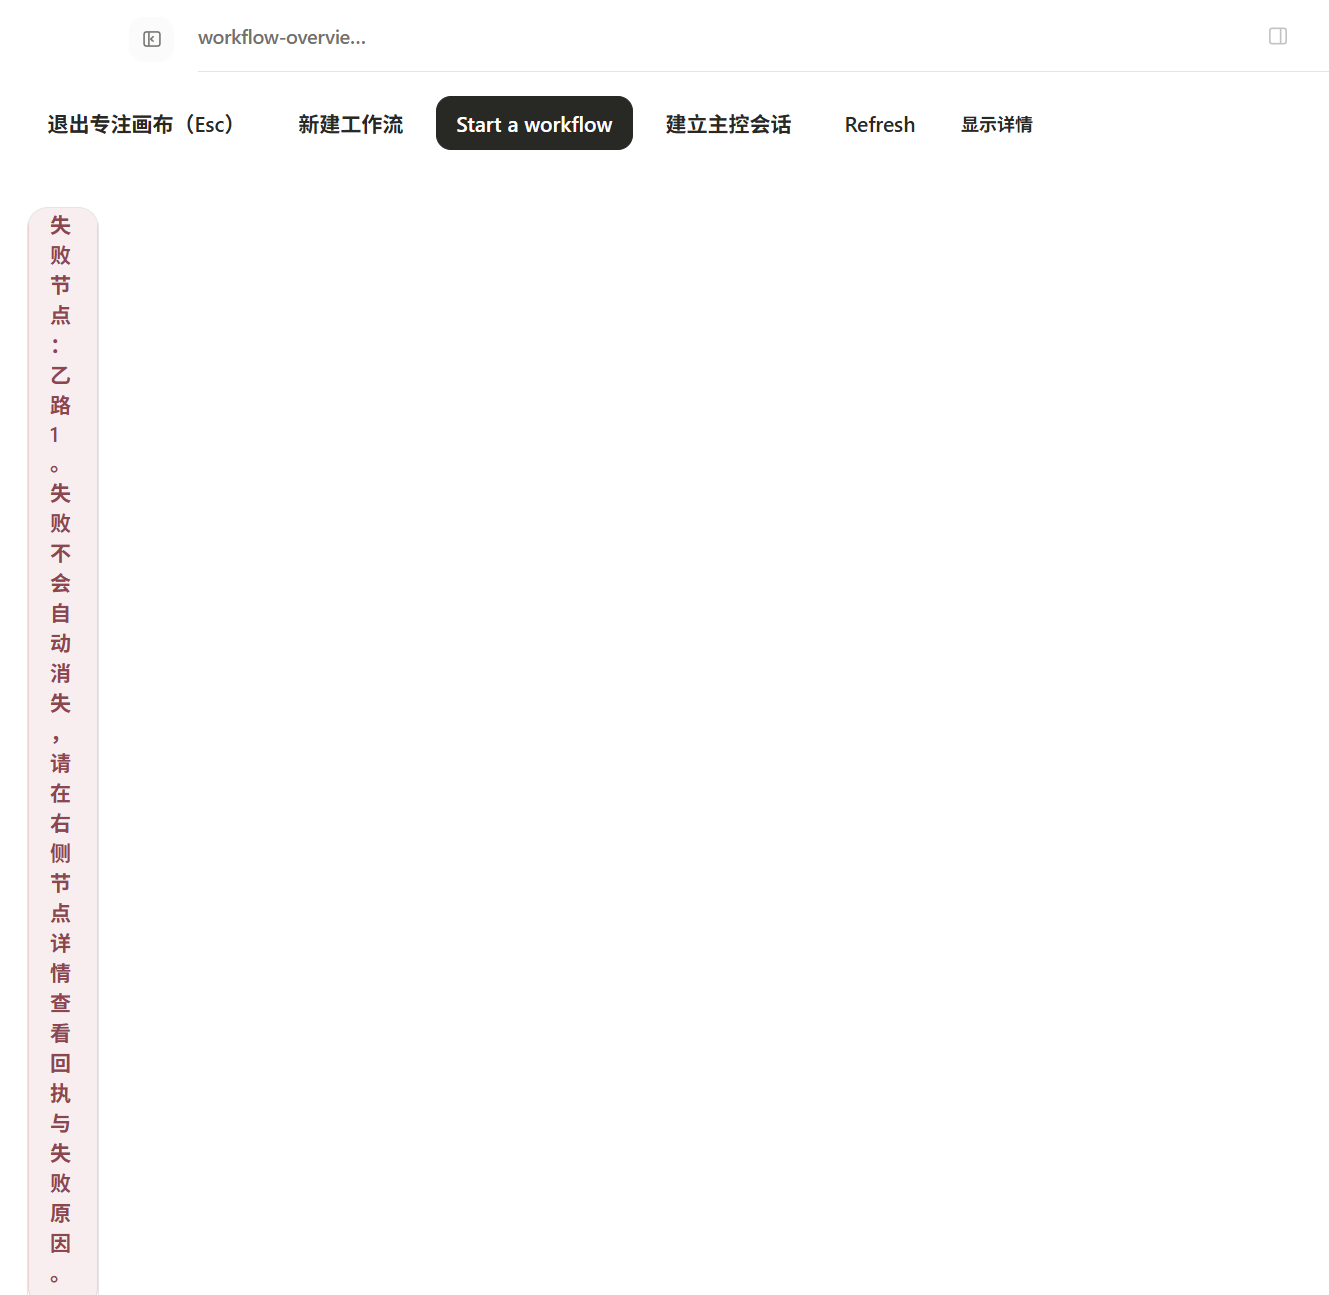 workflow-overvie...
退出专注画布（Esc）
新建工作流
Start a workflow
建立主控会话
Refresh
显示详情
失
败
节
点
：
乙
路
1
。
失
败
不
会
自
动
消
失
，
请
在
右
侧
节
点
详
情
查
看
回
执
与
失
败
原
因
。